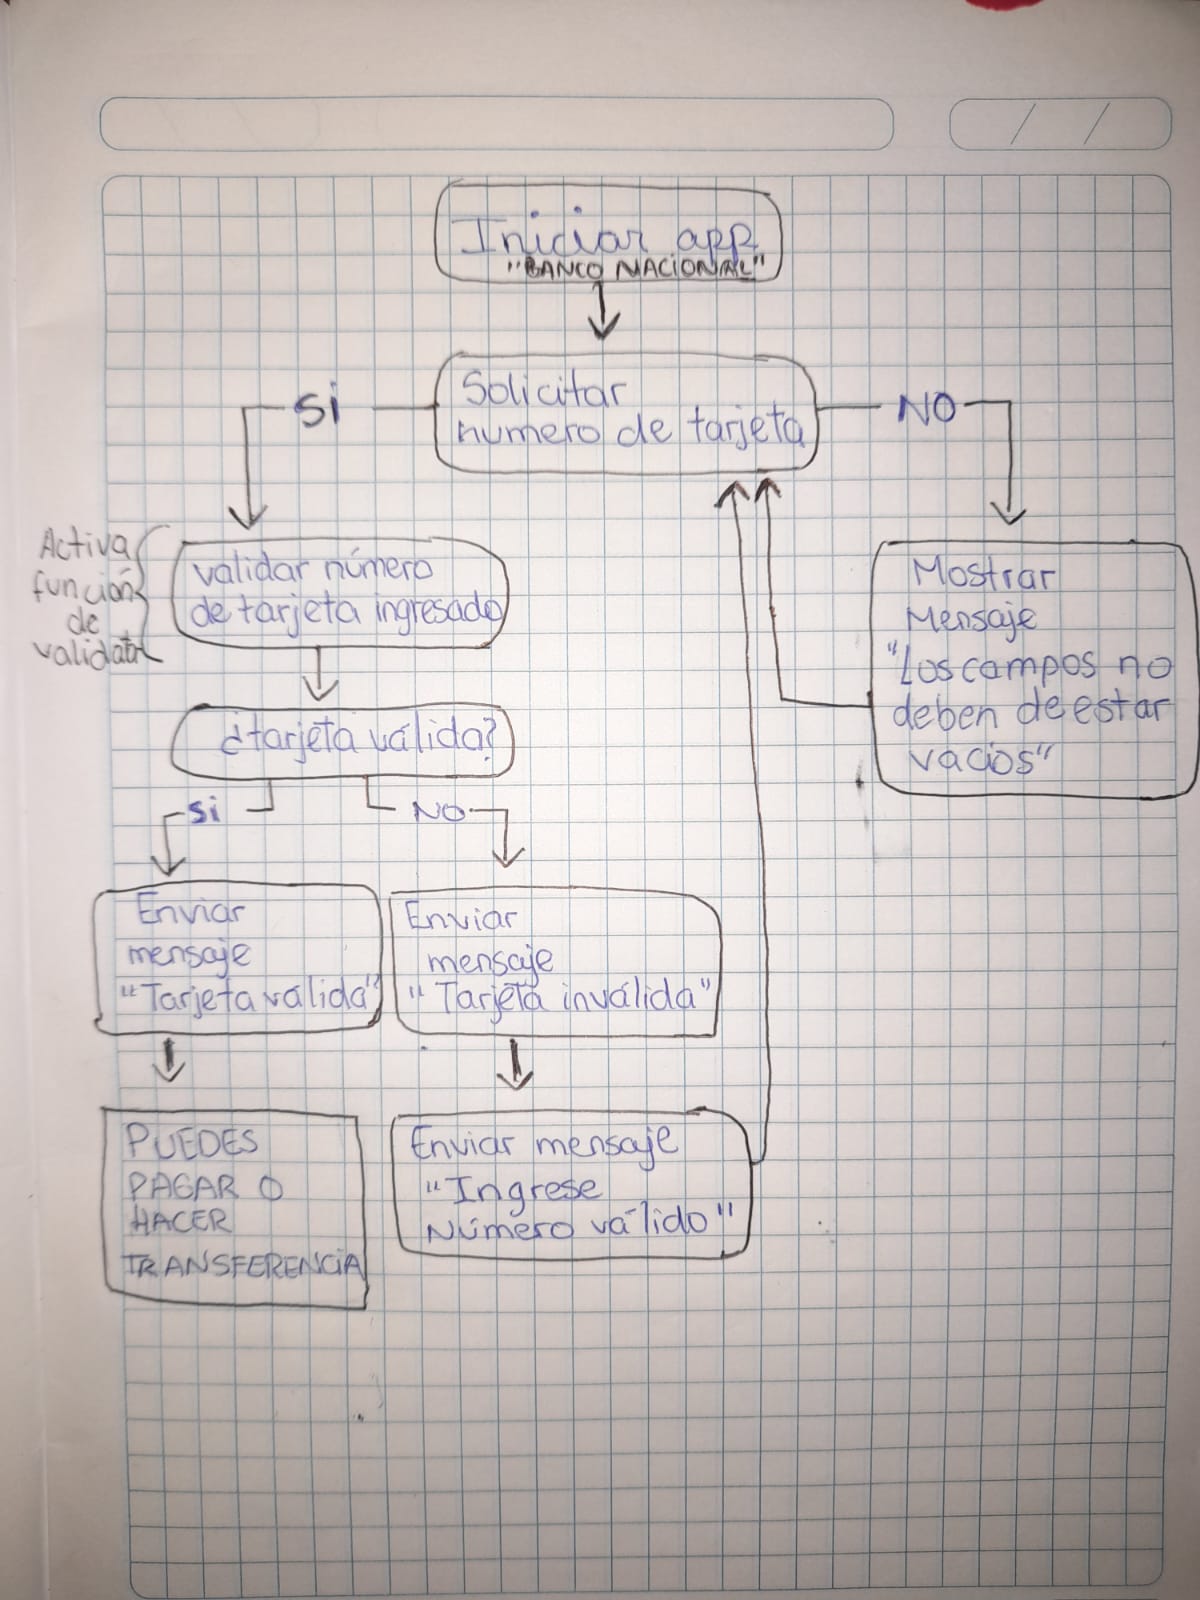 Iniciar app
"BANCO NACIONAL"
Solicitar
numero de tarjeta
Si
NO
Activa
función
de
validator
validar número
de tarjeta ingresado
Mostrar
Mensaje
"Los campos no
deben de estar
vacios"
¿tarjeta válida?
Si
NO
Enviar
mensaje
"Tarjeta válida"
Enviar
mensaje
"Tarjeta inválida"
PUEDES
PAGAR O
HACER
TRANSFERENCIA
Enviar mensaje
"Ingrese
Número válido"